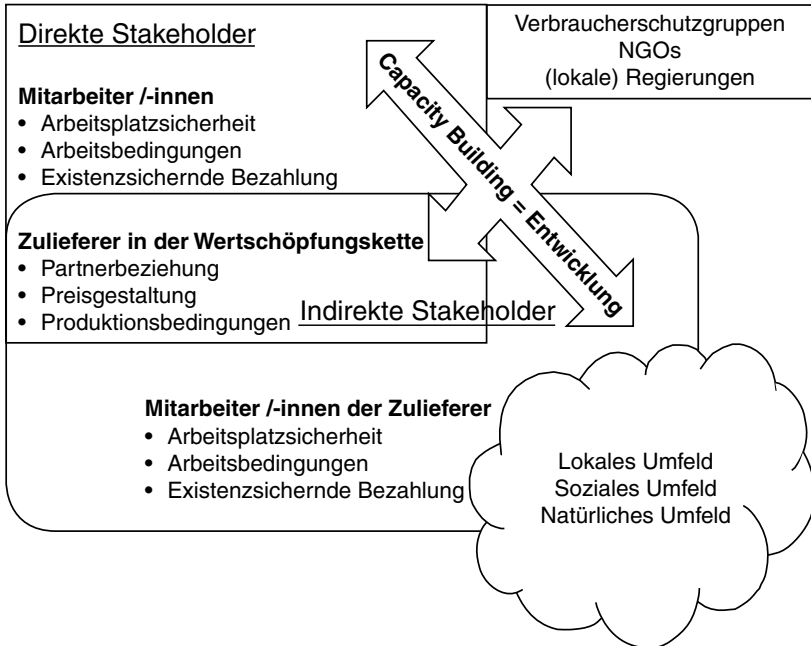 Direkte Stakeholder
Mitarbeiter /-innen
• Arbeitsplatzsicherheit
• Arbeitsbedingungen
• Existenzsichernde Bezahlung
Verbraucherschutzgruppen
NGOs
(lokale) Regierungen
Capacity Building = Entwicklung
Zulieferer in der Wertschöpfungskette
• Partnerbeziehung
• Preisgestaltung
• Produktionsbedingungen
Indirekte Stakeholder
Mitarbeiter /-innen der Zulieferer
• Arbeitsplatzsicherheit
• Arbeitsbedingungen
• Existenzsichernde Bezahlung
Lokales Umfeld
Soziales Umfeld
Natürliches Umfeld